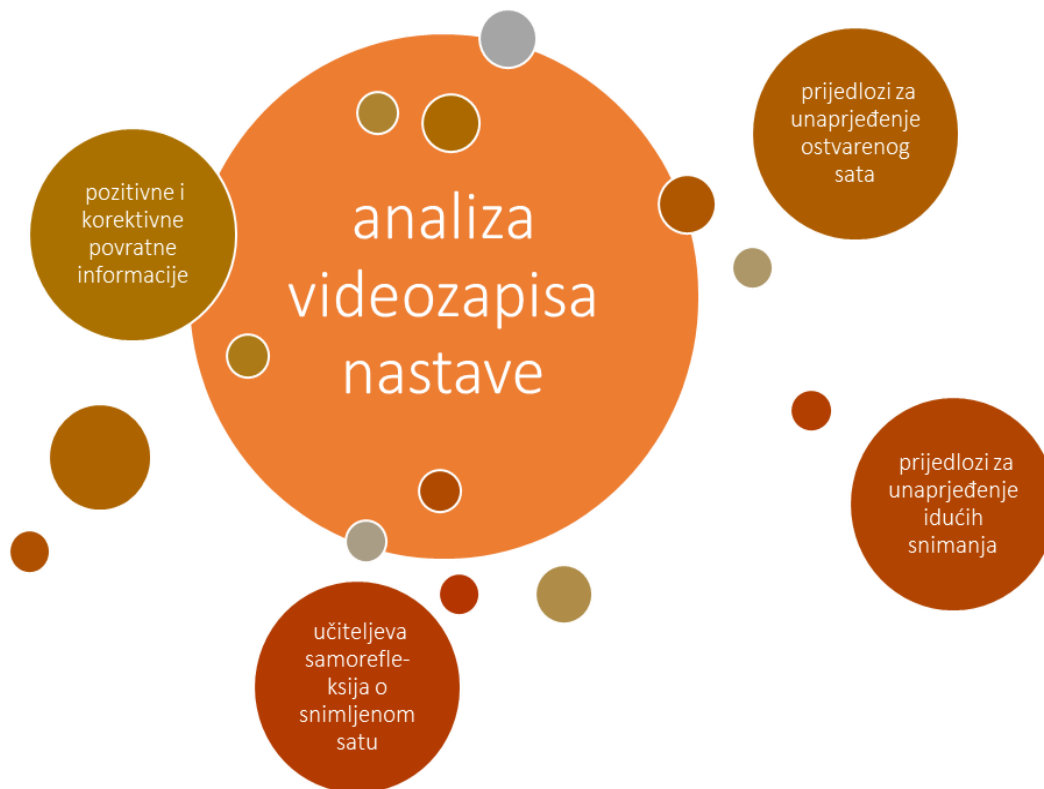 analiza
videozapisa
nastave
pozitivne i
korektivne
povratne
informacije
prijedlozi za
unaprjeđenje
ostvarenog
sata
prijedlozi za
unaprjeđenje
idućih
snimanja
učiteljeva
samorefle-
ksija o
snimljenom
satu